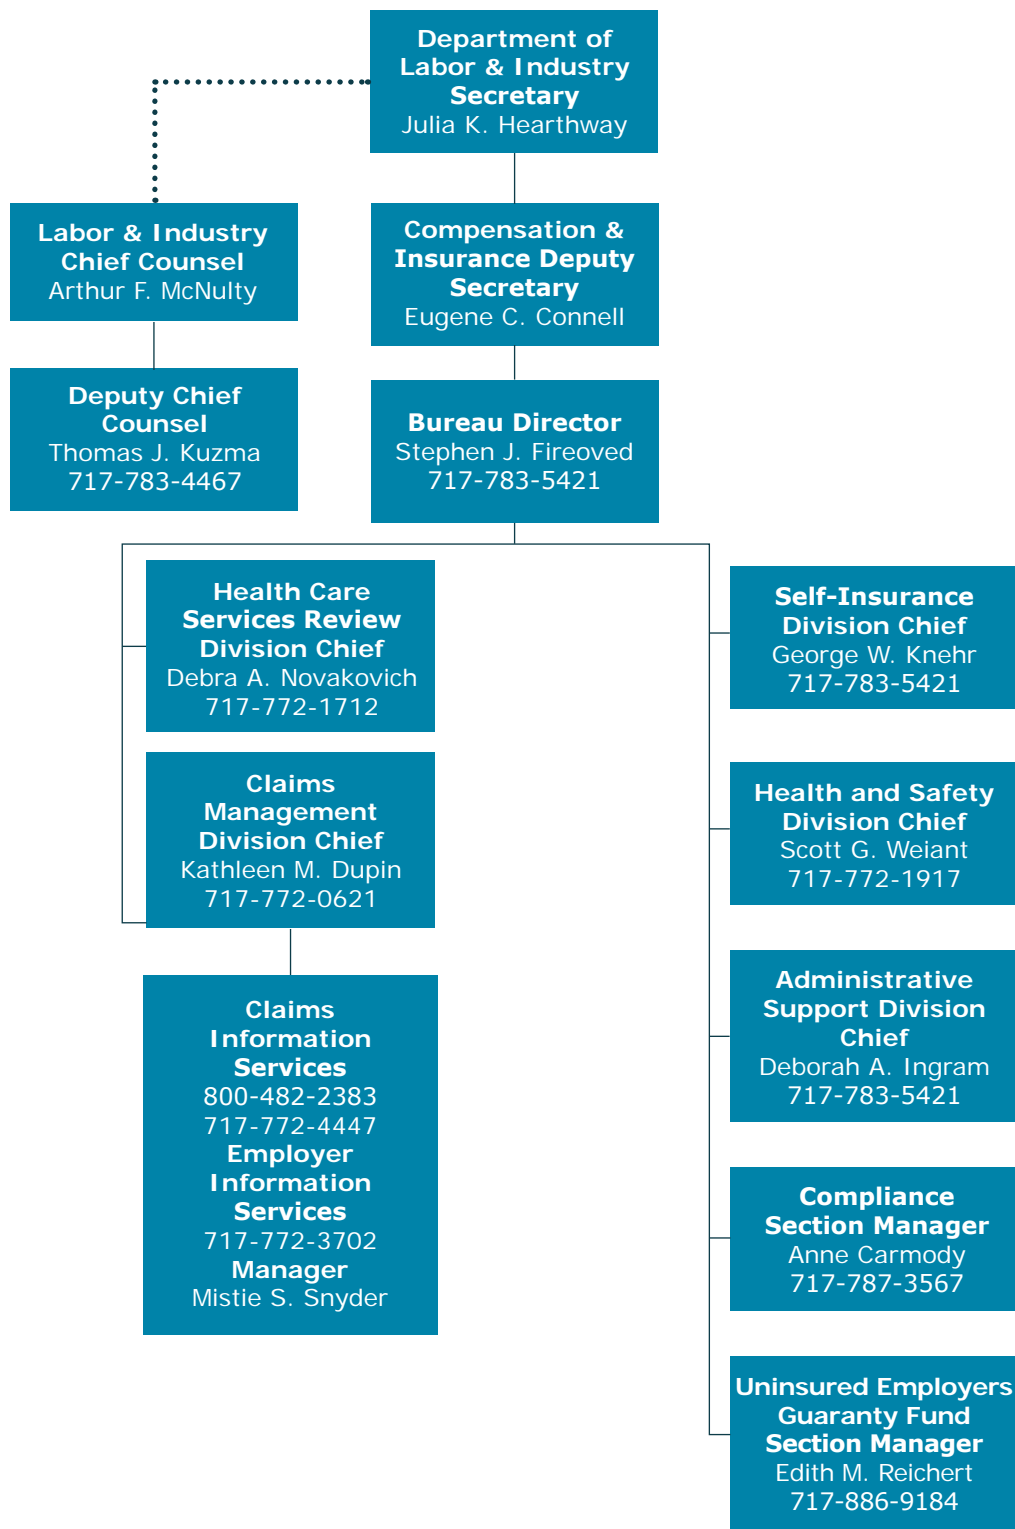 Department of
Labor & Industry
Secretary
Julia K. Hearthway
Labor & Industry
Chief Counsel
Arthur F. McNulty
Compensation &
Insurance Deputy
Secretary
Eugene C. Connell
Deputy Chief
Counsel
Thomas J. Kuzma
717-783-4467
Bureau Director
Stephen J. Fireoved
717-783-5421
Health Care
Services Review
Division Chief
Debra A. Novakovich
717-772-1712
Claims
Management
Division Chief
Kathleen M. Dupin
717-772-0621
Claims
Information
Services
800-482-2383
717-772-4447
Employer
Information
Services
717-772-3702
Manager
Mistie S. Snyder
Self-Insurance
Division Chief
George W. Knehr
717-783-5421
Health and Safety
Division Chief
Scott G. Weiant
717-772-1917
Administrative
Support Division
Chief
Deborah A. Ingram
717-783-5421
Compliance
Section Manager
Anne Carmody
717-787-3567
Uninsured Employers
Guaranty Fund
Section Manager
Edith M. Reichert
717-886-9184